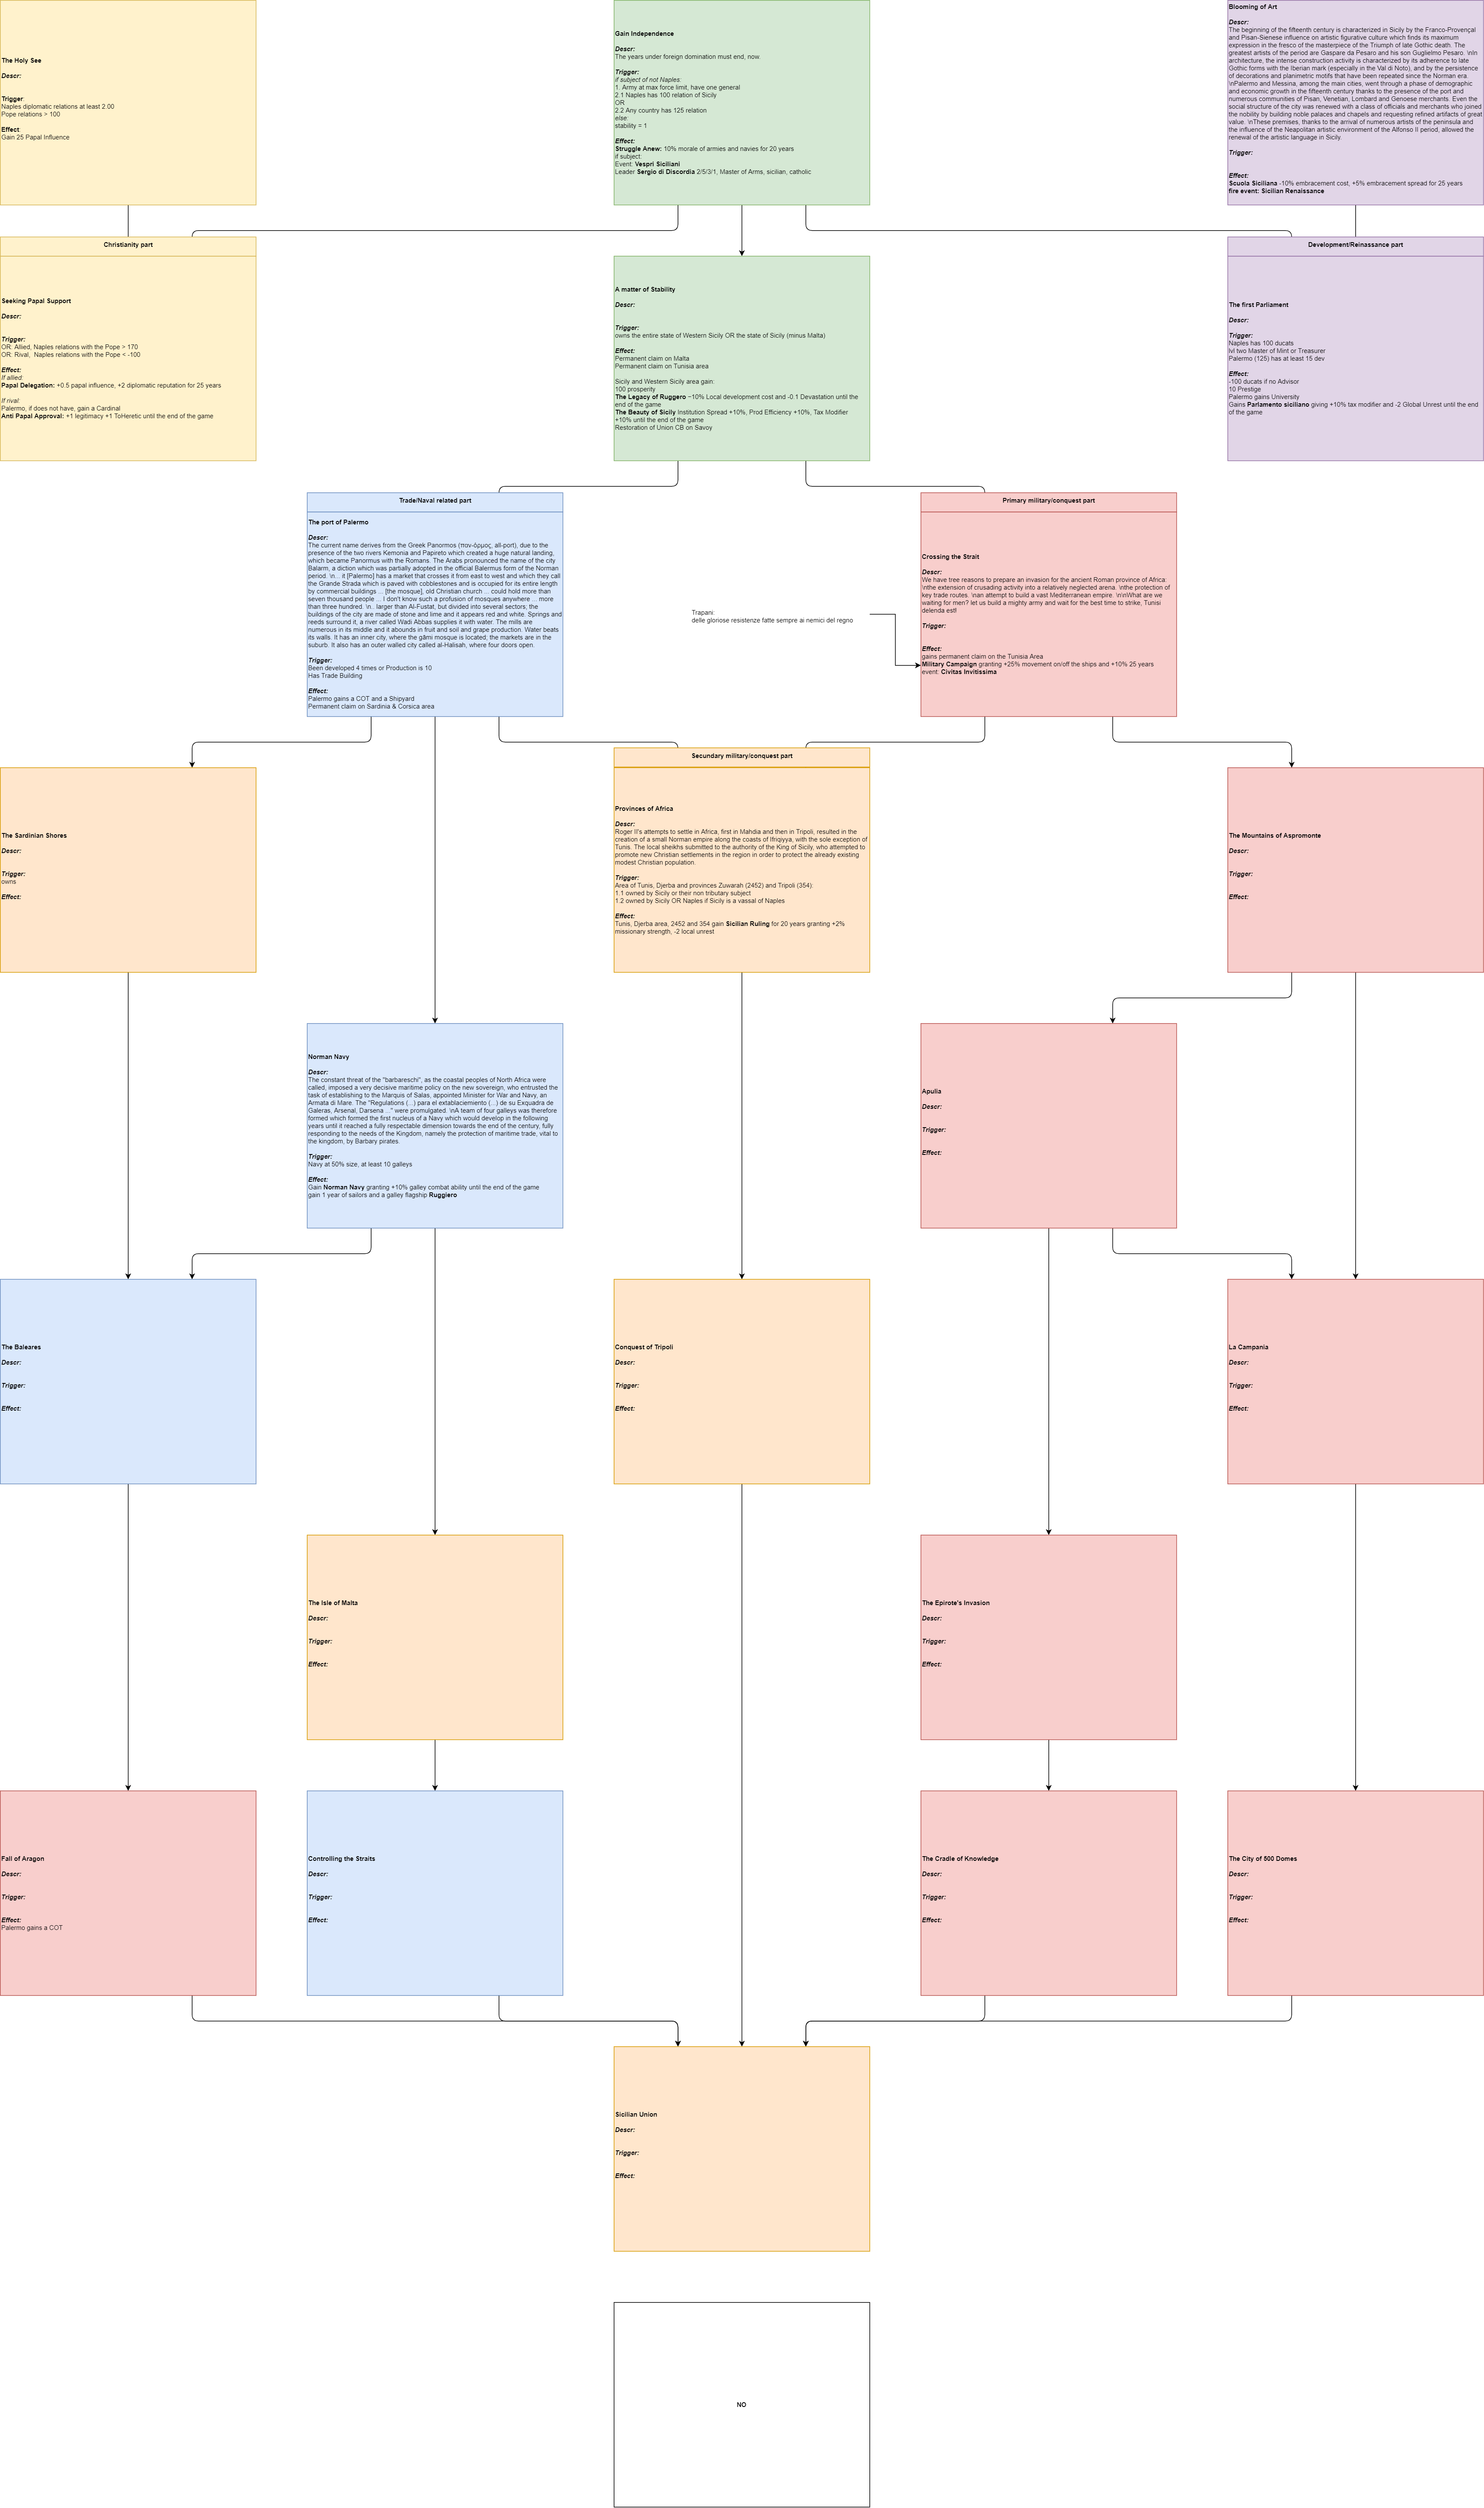 The Holy See
Descr:
Trigger
Naples diplomatic relations at least 2.00
Pope relations > 100
Effect
Gain 25 Papal Influence
Gain Independence
Descr:
The years under foreign domination must end, now
Trigger:
if subject of not Naples:
1. Army at max force limit, have one general
2.1 Naples has 100 relation of Sicily
OR
2.2 Any country has 125 relation
else:
stability = 1
Effect:
Struggle Anew: 10% morale of armies and navies for 20 years
if subject:
Event: Vespri Siciliani
Leader Sergio di Discordia 2/5/3/1, Master of Arms, sicilian, catholic
Blooming of Art
Descr:
The beginning of the fifteenth century is characterized in Sicily by the Franco-Provençal
and Pisan-Sienese influence on artistic figurative culture which finds its maximum
expression in the fresco of the masterpiece of the Triumph of late Gothic death. The
greatest artists of the period are Gaspare da Pesaro and his son Guglielmo Pesaro. \nIn
architecture, the intense construction activity is characterized by its adherence to late
Gothic forms with the Iberian mark (especially in the Val di Noto), and by the persistence
of decorations and planimetric motifs that have been repeated since the Norman era.
\nPalermo and Messina, among the main cities, went through a phase of demographic
and economic growth in the fifteenth century thanks to the presence of the port and
numerous communities of Pisan, Venetian, Lombard and Genoese merchants. Even the
social structure of the city was renewed with a class of officials and merchants who joined
the nobility by building noble palaces and chapels and requesting refined artifacts of great
value. \nThese premises, thanks to the arrival of numerous artists of the peninsula and
the influence of the Neapolitan artistic environment of the Alfonso II period, allowed the
renewal of the artistic language in Sicily.
Trigger:
Effect:
Scuola Siciliana -10% embracement cost, +5% embracement spread for 25 years
fire event: Sicilian Renaissance
Christianity part
Seeking Papal Support
Descr:
Trigger:
OR: Allied, Naples relations with the Pope > 170
OR: Rival, Naples relations with the Pope < -100
Effect:
If allied:
Papal Delegation: +0.5 papal influence, +2 diplomatic reputation for 25 years
If rival:
Palermo, if does not have, gain a Cardinal
Anti Papal Approval: +1 legitimacy +1 ToHeretic until the end of the game
A matter of Stability
Descr:
Trigger:
owns the entire state of Western Sicily OR the state of Sicily (minus Malta)
Effect:
Permanent claim on Malta
Permanent claim on Tunisia area
Sicily and Western Sicily area gain:
100 prosperity
The Legacy of Ruggero −10% Local development cost and -0.1 Devastation until the
end of the game
The Beauty of Sicily Institution Spread +10%, Prod Efficiency +10%, Tax Modifier
+10% until the end of the game
Restoration of Union CB on Savoy
Development/Reinassance part
The first Parliament
Descr:
Trigger:
Naples has 100 ducats
lvl two Master of Mint or Treasurer
Palermo (125) has at least 15 dev
Effect:
-100 ducats if no Advisor
10 Prestige
Palermo gains University
Gains Parlamento siciliano giving +10% tax modifier and -2 Global Unrest until the end
of the game
Trade/Naval related part
The port of Palermo
Descr:
The current name derives from the Greek Panormos (παν-όρμος, all-port), due to the
presence of the two rivers Kemonia and Papireto which created a huge natural landing,
which became Panormus with the Romans. The Arabs pronounced the name of the city
Balarm, a diction which was partially adopted in the official Balermus form of the Norman
period. \n... it [Palermo] has a market that crosses it from east to west and which they call
the Grande Strada which is paved with cobblestones and is occupied for its entire length
by commercial buildings ... [the mosque], old Christian church ... could hold more than
seven thousand people ... I don't know such a profusion of mosques anywhere ... more
than three hundred. \n.. larger than Al-Fustat, but divided into several sectors; the
buildings of the city are made of stone and lime and it appears red and white. Springs and
reeds surround it, a river called Wadi Abbas supplies it with water. The mills are
numerous in its middle and it abounds in fruit and soil and grape production. Water beats
its walls. It has an inner city, where the gâmi mosque is located; the markets are in the
suburb. It also has an outer walled city called al-Halisah, where four doors open.
Trigger:
Been developed 4 times or Production is 10
Has Trade Building
Effect:
Palermo gains a COT and a Shipyard
Permanent claim on Sardinia & Corsica area
Trapani:
delle gloriose resistenze fatte sempre ai nemici del regno
Primary military/conquest part
Crossing the Strait
Descr:
We have tree reasons to prepare an invasion for the ancient Roman province of Africa:
\nthe extension of crusading activity into a relatively neglected arena. \nthe protection of
key trade routes. \nan attempt to build a vast Mediterranean empire. \n\nWhat are we
waiting for men? let us build a mighty army and wait for the best time to strike, Tunisi
delenda est!
Trigger:
Effect:
gains permanent claim on the Tunisia Area
Military Campaign granting +25% movement on/off the ships and +10% 25 years
event: Civitas Invitissima
Secundary military/conquest part
Provinces of Africa
Descr:
Roger II's attempts to settle in Africa, first in Mahdia and then in Tripoli, resulted in the
creation of a small Norman empire along the coasts of Ifriqiyya, with the sole exception of
Tunis. The local sheikhs submitted to the authority of the King of Sicily, who attempted to
promote new Christian settlements in the region in order to protect the already existing
modest Christian population.
Trigger:
Area of Tunis, Djerba and provinces Zuwarah (2452) and Tripoli (354):
1.1 owned by Sicily or their non tributary subject
1.2 owned by Sicily OR Naples if Sicily is a vassal of Naples
Effect:
Tunis, Djerba area, 2452 and 354 gain Sicilian Ruling for 20 years granting +2%
missionary strength, -2 local unrest
The Sardinian Shores
Descr:
Trigger:
owns
Effect:
The Mountains of Aspromonte
Descr:
Trigger:
Effect:
Norman Navy
Descr:
The constant threat of the "barbareschi", as the coastal peoples of North Africa were
called, imposed a very decisive maritime policy on the new sovereign, who entrusted the
task of establishing to the Marquis of Salas, appointed Minister for War and Navy, an
Armata di Mare. The "Regulations (...) para el extablaciemiento (...) de su Exquadra de
Galeras, Arsenal, Darsena ..." were promulgated. \nA team of four galleys was therefore
formed which formed the first nucleus of a Navy which would develop in the following
years until it reached a fully respectable dimension towards the end of the century, fully
responding to the needs of the Kingdom, namely the protection of maritime trade, vital to
the kingdom, by Barbary pirates.
Trigger:
Navy at 50% size, at least 10 galleys
Effect:
Gain Norman Navy granting +10% galley combat ability until the end of the game
gain 1 year of sailors and a galley flagship Ruggiero
Apulia
Descr:
Trigger:
Effect:
The Baleares
Descr:
Trigger:
Effect:
Conquest of Tripoli
Descr:
Trigger:
Effect:
La Campania
Descr:
Trigger:
Effect:
The Isle of Malta
Descr:
Trigger:
Effect:
The Epirote's Invasion
Descr:
Trigger:
Effect:
Fall of Aragon
Descr:
Trigger:
Effect:
Palermo gains a COT
Controlling the Straits
Descr:
Trigger:
Effect:
The Cradle of Knowledge
Descr:
Trigger:
Effect:
The City of 500 Domes
Descr:
Trigger:
Effect:
Sicilian Union
Descr:
Trigger:
Effect:
NO